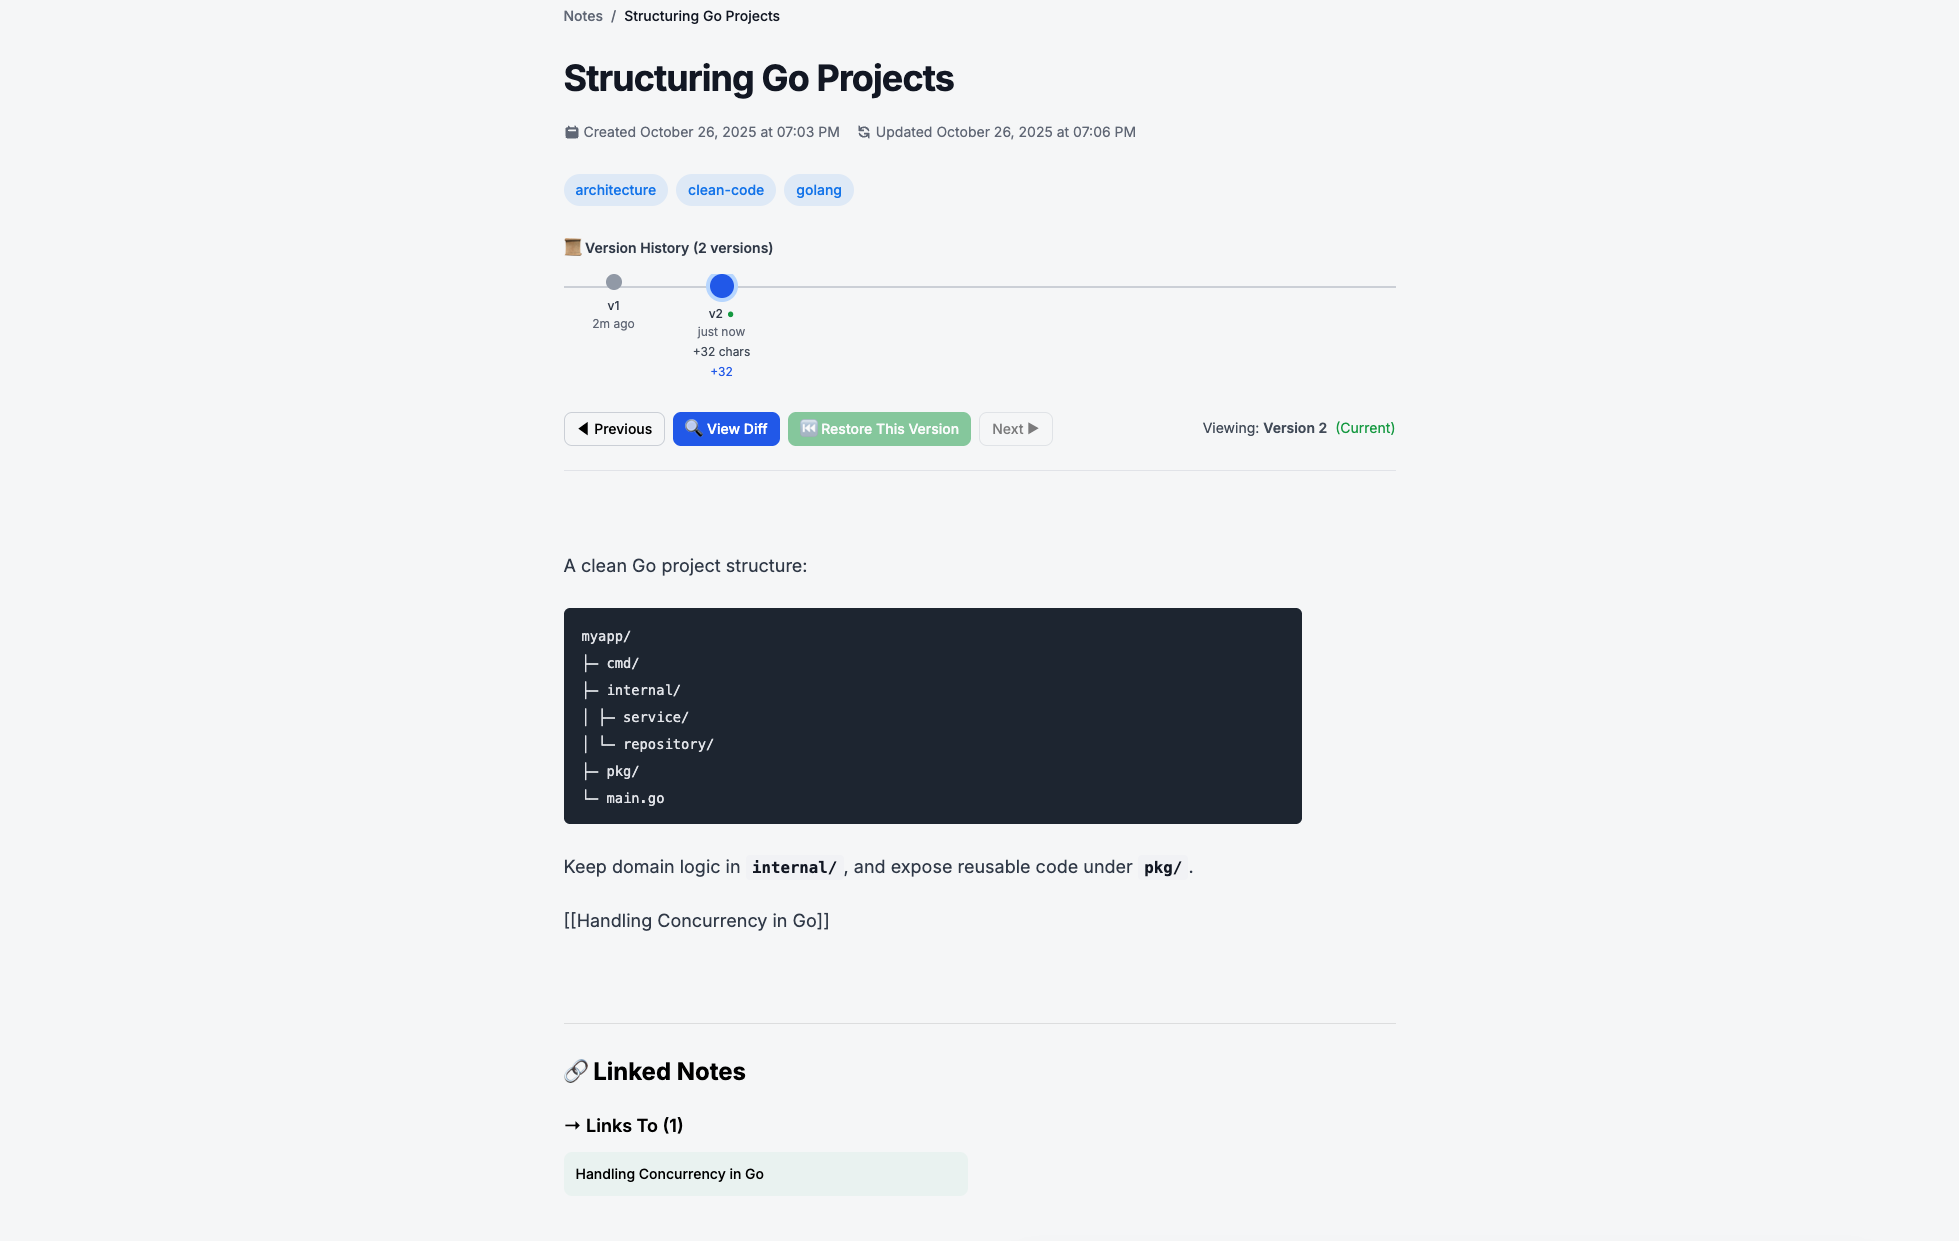 Notes / Structuring Go Projects
Structuring Go Projects
Created October 26, 2025 at 07:03 PM Updated October 26, 2025 at 07:06 PM
architecture clean-code golang
Version History (2 versions)
v1
2m ago
v2
just now
+32 chars
+32
Previous View Diff Restore This Version Next Viewing: Version 2 (Current)
A clean Go project structure:
myapp/
├─ cmd/
├─ internal/
│ ├─ service/
│ └─ repository/
├─ pkg/
└─ main.go
Keep domain logic in internal/, and expose reusable code under pkg/.
[[Handling Concurrency in Go]]
Linked Notes
→ Links To (1)
Handling Concurrency in Go